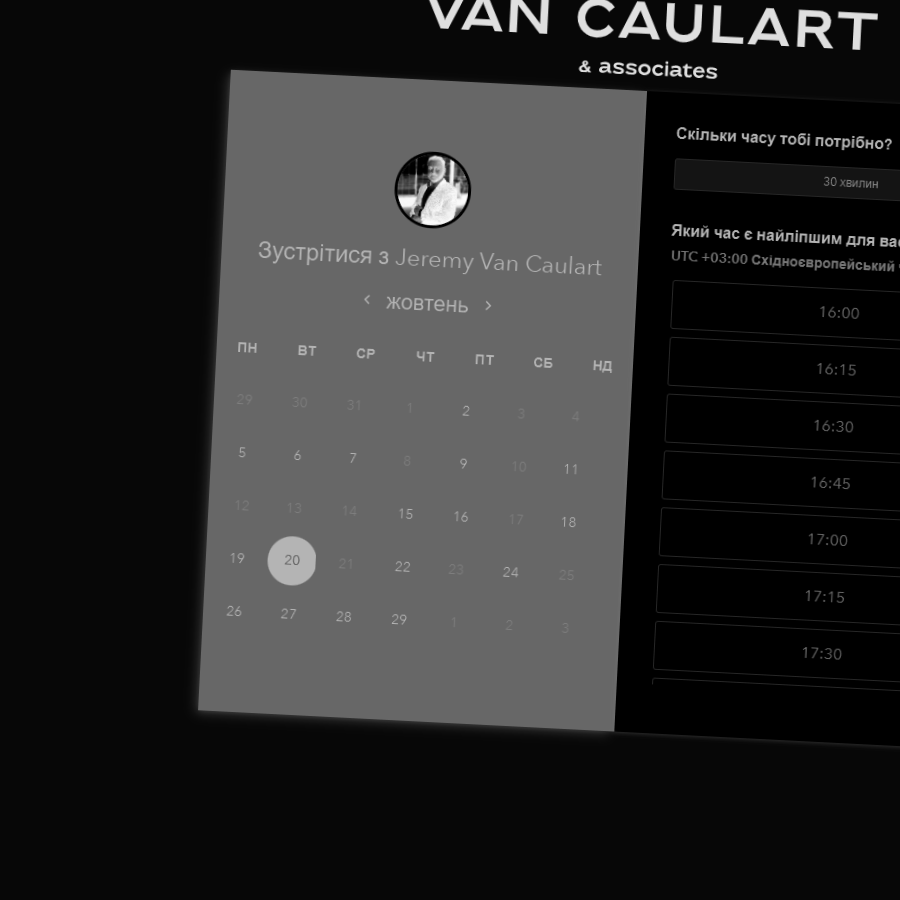 VAN CAULART
& associates
Зустрітися з Jeremy Van Caulart
жовтень
ПН ВТ СР ЧТ ПТ СБ НД
29 30 31 1 2 3 4
5 6 7 8 9 10 11
12 13 14 15 16 17 18
19 20 21 22 23 24 25
26 27 28 29 1 2 3
Скільки часу тобі потрібно?
30 хвилин
Який час є найліпшим для
UTC +03:00 Східноєвропейський
16:00
16:15
16:30
16:45
17:00
17:15
17:30